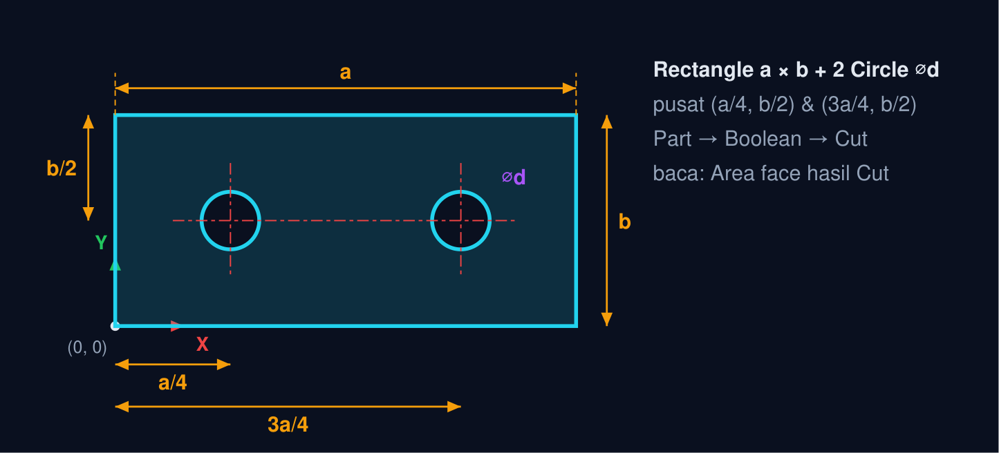 a
Rectangle a × b + 2 Circle ⌀d
pusat (a/4, b/2) & (3a/4, b/2)
Part → Boolean → Cut
baca: Area face hasil Cut
b/2
⌀d
b
Y
(0, 0)
X
a/4
3a/4